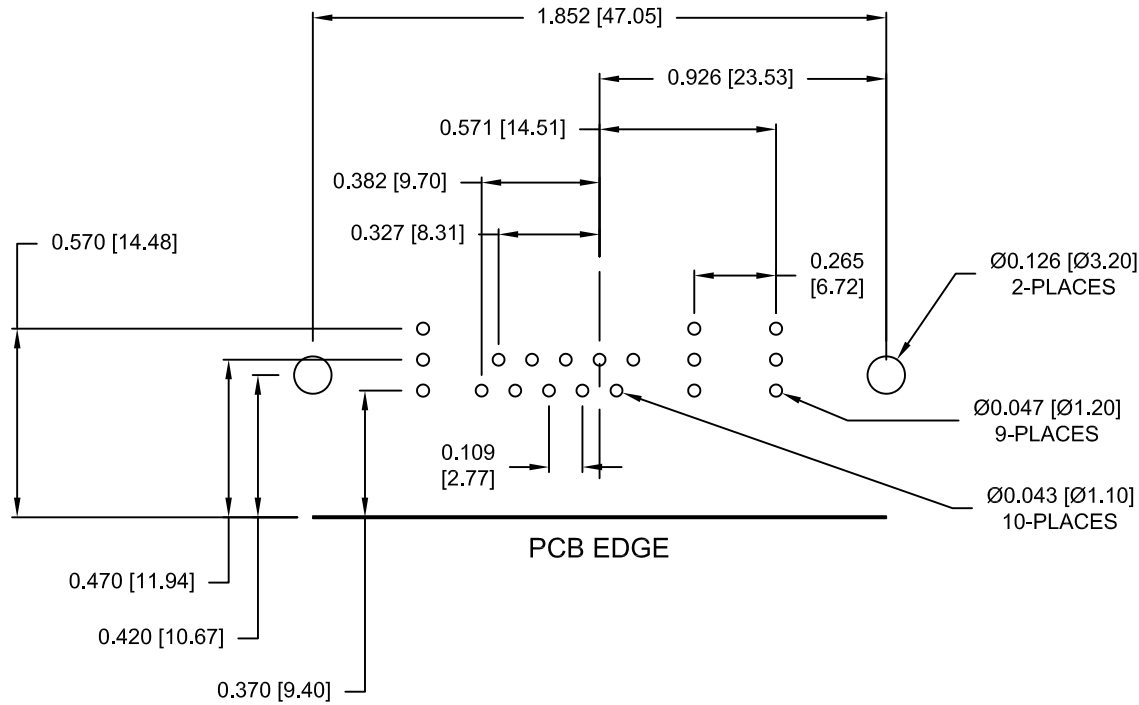 1.852 [47.05]
0.926 [23.53]
0.571 [14.51]
0.382 [9.70]
0.327 [8.31]
0.570 [14.48]
0.265
[6.72]
Ø0.126 [Ø3.20]
2-PLACES
Ø0.047 [Ø1.20]
9-PLACES
0.109
[2.77]
Ø0.043 [Ø1.10]
10-PLACES
PCB EDGE
0.470 [11.94]
0.420 [10.67]
0.370 [9.40]